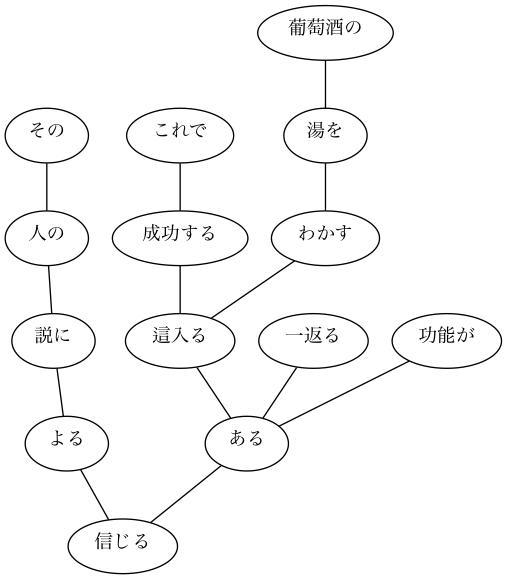 葡萄酒の
その
これで
湯を
人の
成功する
わかす
説に
這入る
一返る
功能が
よる
ある
信じる